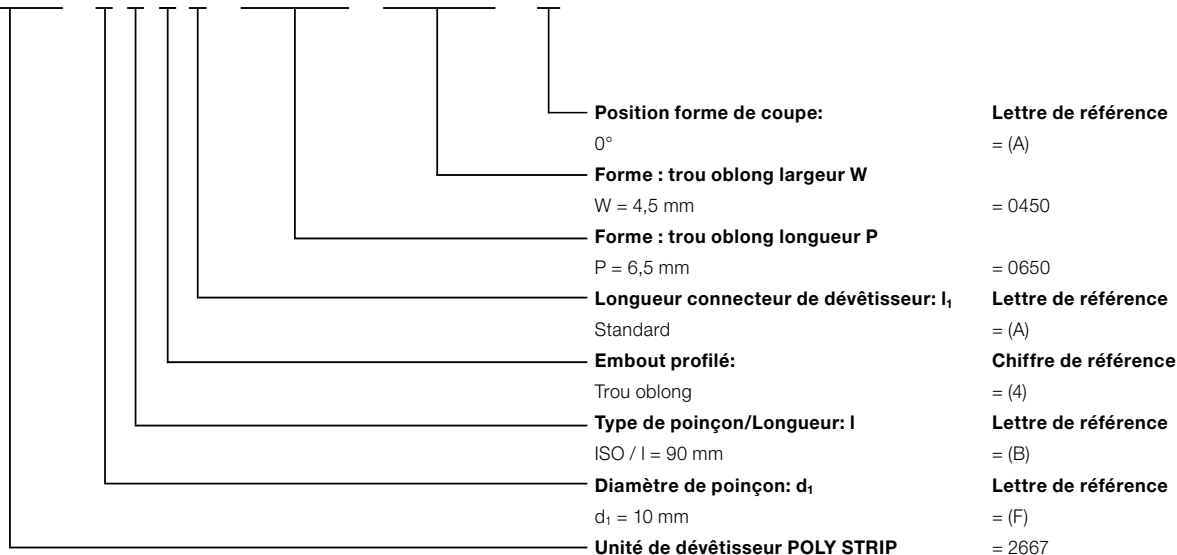 Position forme de coupe: Lettre de référence
0° = (A)
Forme : trou oblong largeur W
W = 4,5 mm = 0450
Forme : trou oblong longueur P
P = 6,5 mm = 0650
Longueur connecteur de dévêtisseur: l₁ Lettre de référence
Standard = (A)
Embout profilé: Chiffre de référence
Trou oblong = (4)
Type de poinçon/Longueur: l Lettre de référence
ISO / l = 90 mm = (B)
Diamètre de poinçon: d₁ Lettre de référence
d₁ = 10 mm = (F)
Unité de dévêtisseur POLY STRIP = 2667